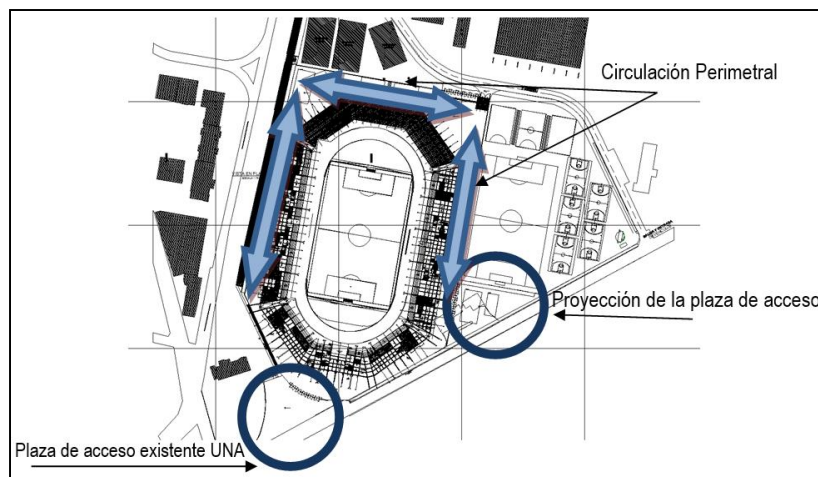 Circulación Perimetral
Proyección de la plaza de acceso
Plaza de acceso existente UNA